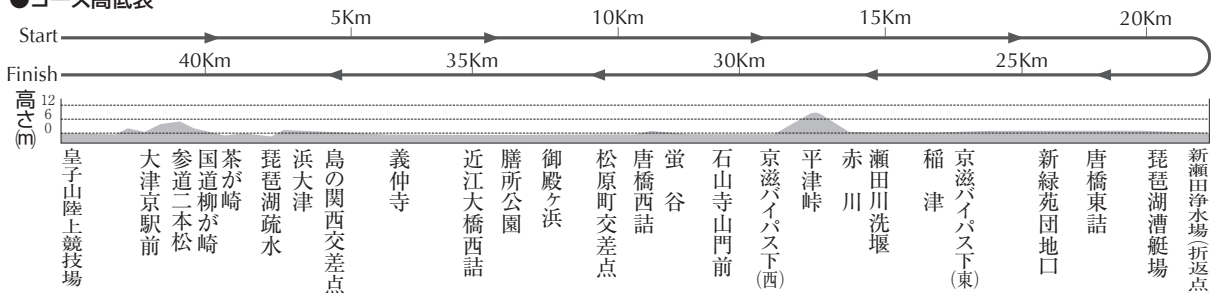 ●コース高低表
5Km 10Km 15Km 20Km
Start
40Km 35Km 30Km 25Km
Finish
高さ(m)
12
6
0
皇子山陸上競技場
大津京駅前
参道二本松
国道柳が崎
茶が崎
琵琶湖疏水
浜大津
島の関西交差点
義仲寺
近江大橋西詰
膳所公園
御殿ヶ浜
松原町交差点
唐橋西詰
蛍谷
石山寺山門前
京滋バイパス下(西)
平津峠
赤川
瀬田川洗堰
稲津
京滋バイパス下(東)
新緑苑団地口
唐橋東詰
琵琶湖漕艇場
新瀬田浄水場(折返点)